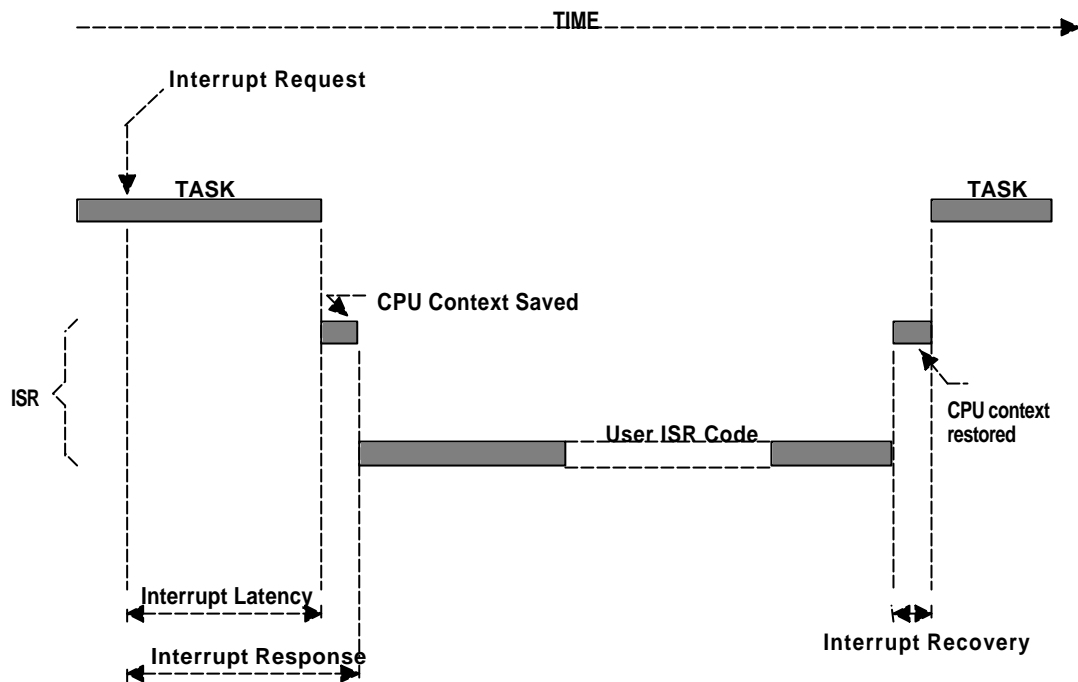 TIME
Interrupt Request
TASK
TASK
CPU Context Saved
ISR
CPU context
restored
User ISR Code
Interrupt Latency
Interrupt Recovery
Interrupt Response